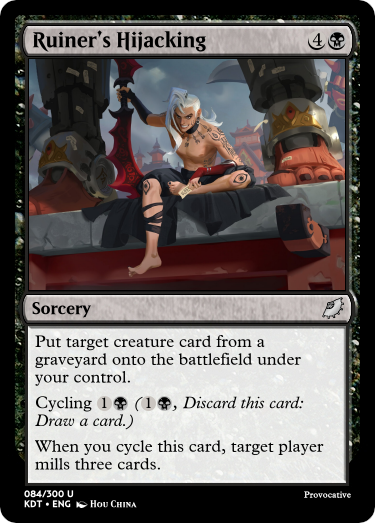 Ruiner's Hijacking 4
Sorcery
Put target creature card from a
graveyard onto the battlefield under
your control.
Cycling 1 (1, Discard this card:
Draw a card.)
When you cycle this card, target player
mills three cards.
084/300 U
KDT • ENG Hou China
Provocative